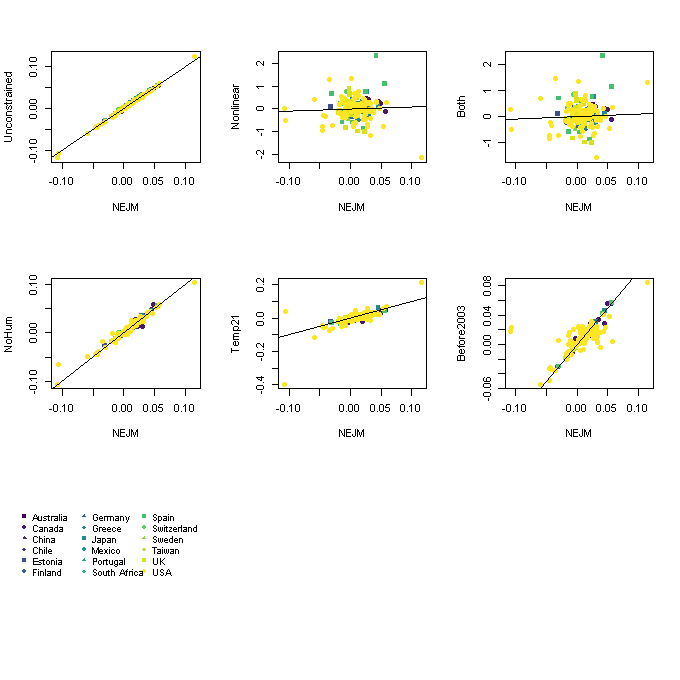 Unconstrained
0.10
0.00
-0.10
-0.10 0.00 0.05 0.10
NEJM
Nonlinear
2
1
0
-1
-2
-0.10 0.00 0.05 0.10
NEJM
Both
2
1
0
-1
-0.10 0.00 0.05 0.10
NEJM
NoHum
0.10
0.00
-0.10
-0.10 0.00 0.05 0.10
NEJM
Temp21
0.2
0.0
-0.2
-0.4
-0.10 0.00 0.05 0.10
NEJM
Before2003
0.08
0.04
0.00
-0.06
-0.10 0.00 0.05 0.10
NEJM
Australia Germany Spain
Canada Greece Switzerland
China Japan Sweden
Chile Mexico Taiwan
Estonia Portugal UK
Finland South Africa USA